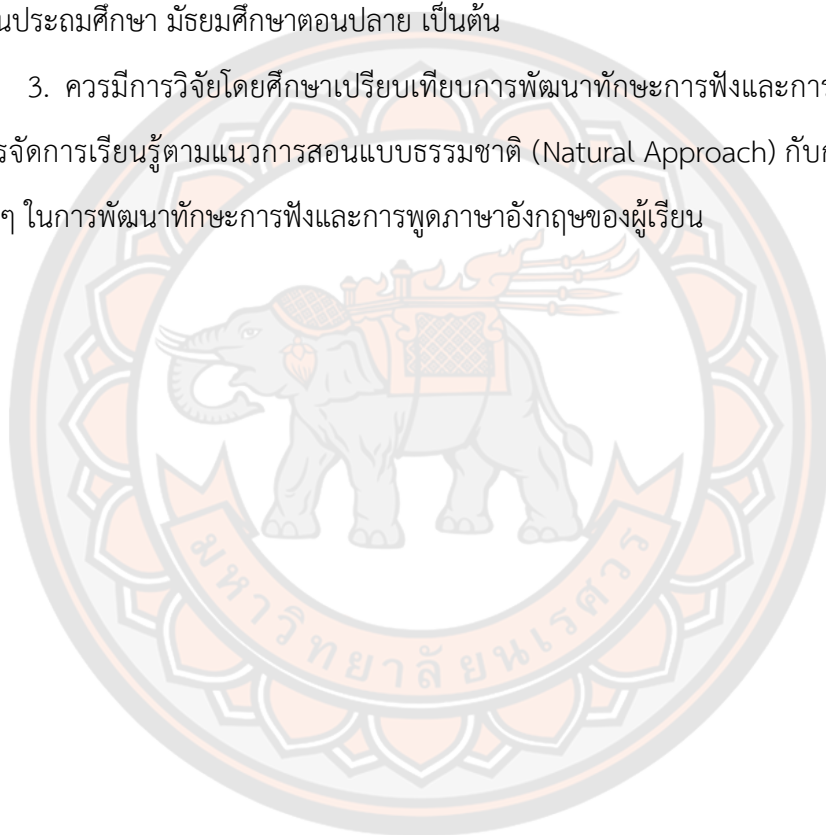 นประถมศึกษา มัธยมศึกษาตอนปลาย เป็นต้น
3. ควรมีการวิจัยโดยศึกษาเปรียบเทียบการพัฒนาทักษะการฟังและการ
รจัดการเรียนรู้ตามแนวการสอนแบบธรรมชาติ (Natural Approach) กับ
ๆ ในการพัฒนาทักษะการฟังและการพูดภาษาอังกฤษของผู้เรียน
มหาวิทยาลัยนเรศวร